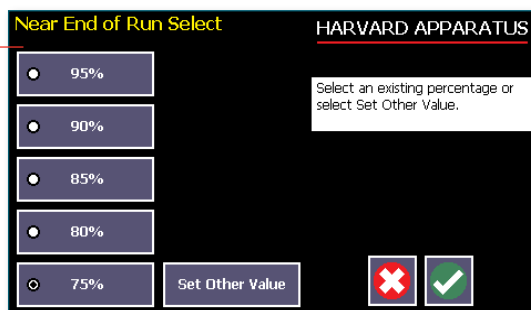 Near End of Run Select
HARVARD APPARATUS
95%
Select an existing percentage or
select Set Other Value.
90%
85%
80%
75%
Set Other Value